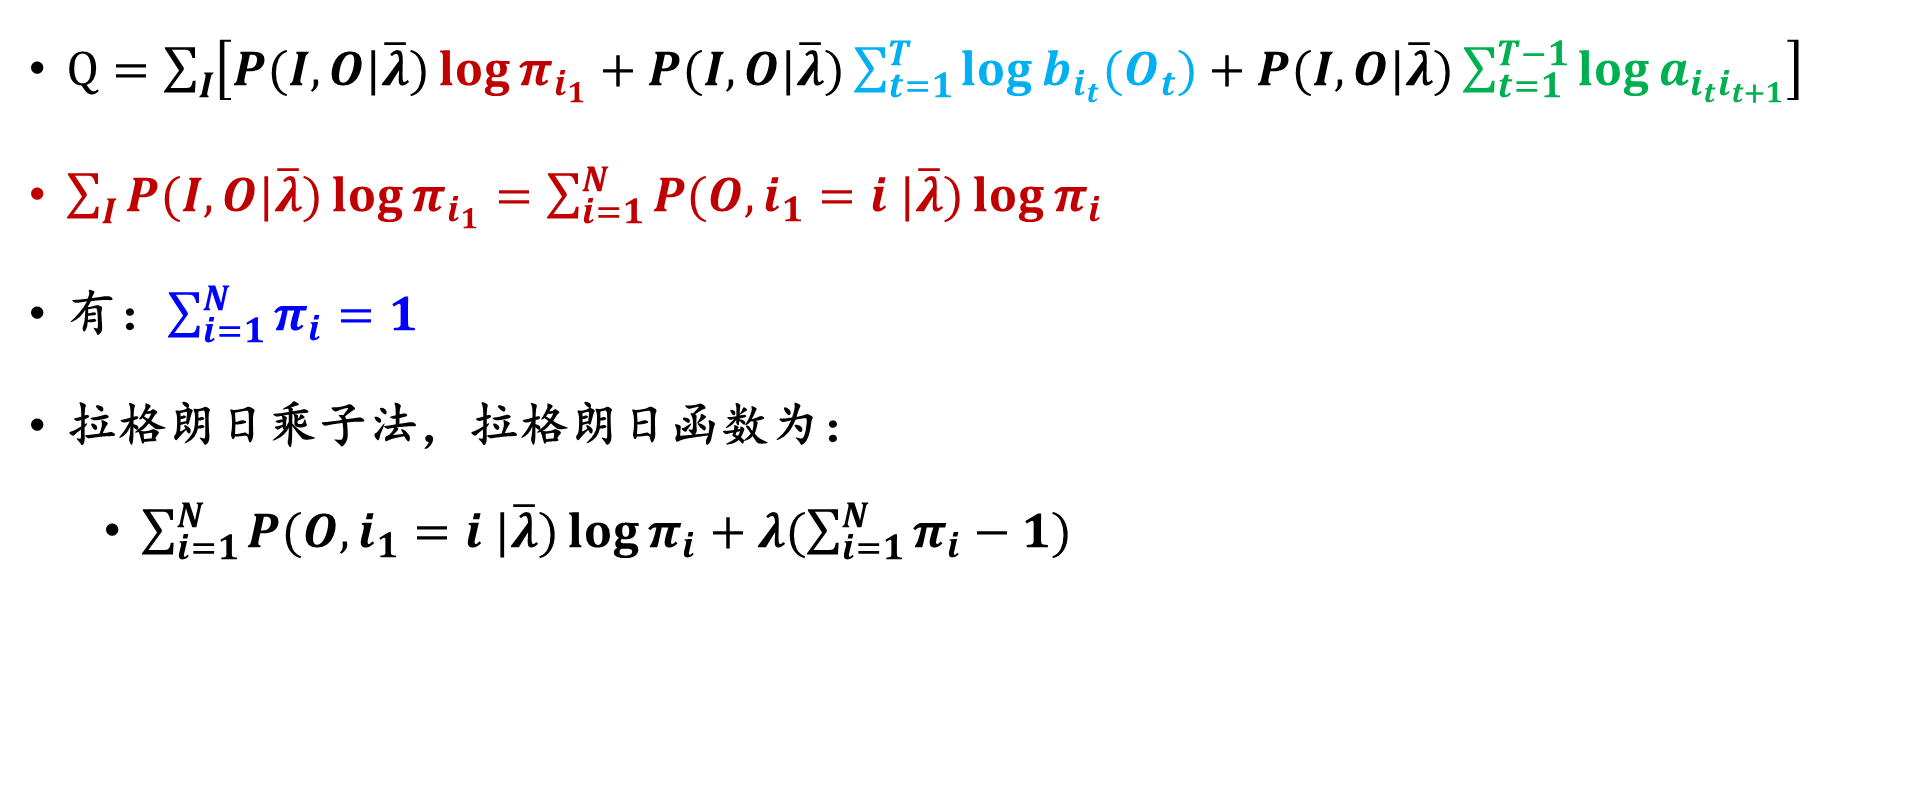 • Q = ∑_I [P(I, O|λ̄) log π_{i_1} + P(I, O|λ̄) ∑_{t=1}^{T} log b_{i_t}(O_t) + P(I, O|λ̄) ∑_{t=1}^{T−1} log a_{i_t i_{t+1}}]
• ∑_I P(I, O|λ̄) log π_{i_1} = ∑_{i=1}^{N} P(O, i_1 = i |λ̄) log π_i
• 有：∑_{i=1}^{N} π_i = 1
• 拉格朗日乘子法，拉格朗日函数为：
• ∑_{i=1}^{N} P(O, i_1 = i |λ̄) log π_i + λ(∑_{i=1}^{N} π_i − 1)